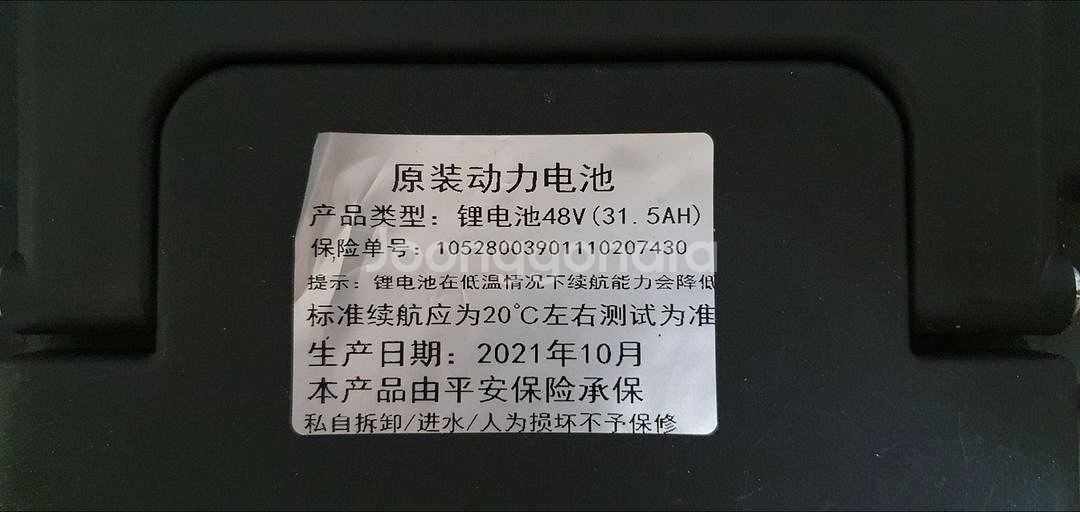 原装动力电池
产品类型：锂电池48V(31.5AH)
保险单号：10528003901110207430
提示：锂电池在低温情况下续航能力会降低
标准续航应为20℃左右测试为准
生产日期：2021年10月
本产品由平安保险承保
私自拆卸/进水/人为损坏不予保修
Joonggonara